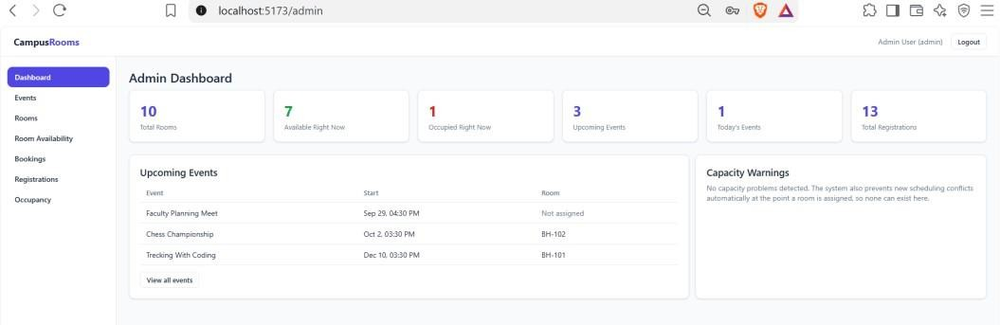 localhost:5173/admin
CampusRooms
Admin User (admin) Logout
Dashboard
Events
Rooms
Room Availability
Bookings
Registrations
Occupancy
Admin Dashboard
10
Total Rooms
7
Available Right Now
1
Occupied Right Now
3
Upcoming Events
1
Today's Events
13
Total Registrations
Upcoming Events
Event Start Room
Faculty Planning Meet Sep 29, 04:30 PM Not assigned
Chess Championship Oct 2, 03:30 PM BH-102
Trecking With Coding Dec 10, 03:30 PM BH-101
View all events
Capacity Warnings
No capacity problems detected. The system also prevents new scheduling conflicts
automatically at the point a room is assigned, so none can exist here.